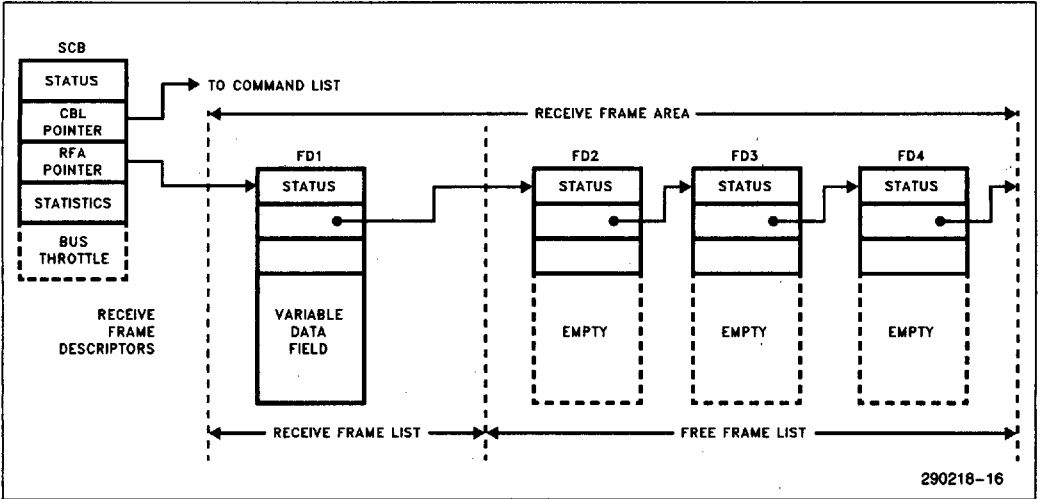 SCB
STATUS
CBL
POINTER
RFA
POINTER
STATISTICS
BUS
THROTTLE
TO COMMAND LIST
RECEIVE FRAME AREA
RECEIVE
FRAME
DESCRIPTORS
FD1
STATUS
VARIABLE
DATA
FIELD
FD2
STATUS
EMPTY
FD3
STATUS
EMPTY
FD4
STATUS
EMPTY
RECEIVE FRAME LIST
FREE FRAME LIST
290218-16